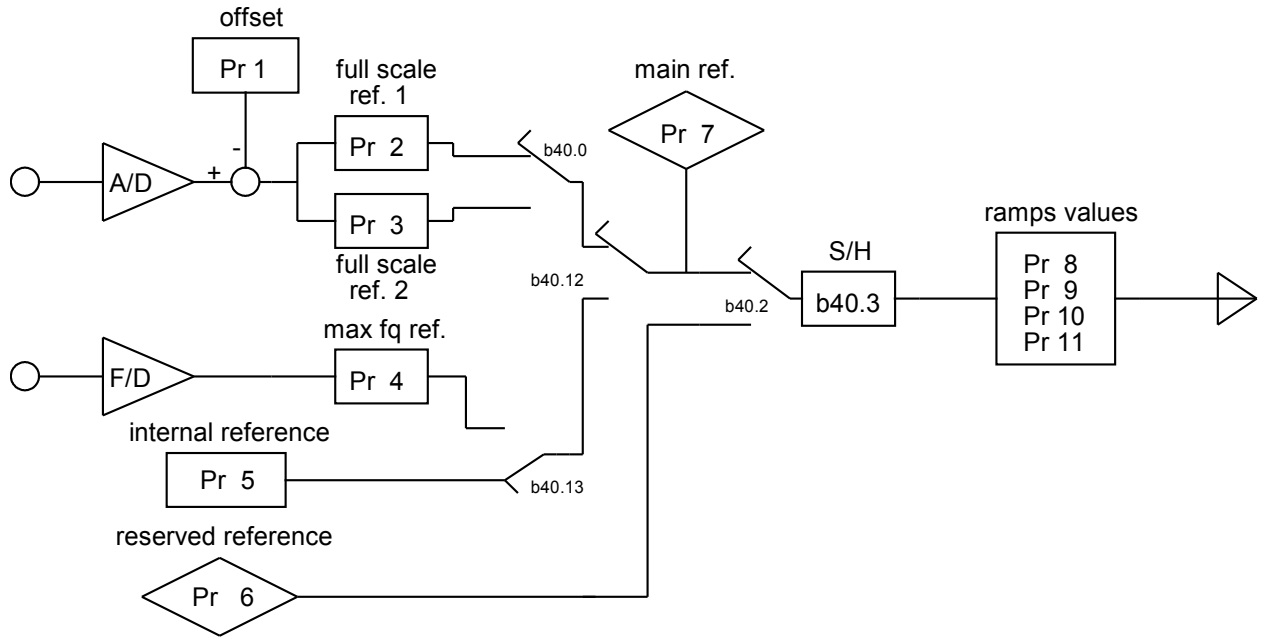 offset
Pr 1
full scale
ref. 1
main ref.
Pr 2
b40.0
Pr 7
-
+
A/D
Pr 3
full scale
ref. 2
b40.12
ramps values
S/H
b40.2
b40.3
Pr 8
Pr 9
Pr 10
Pr 11
max fq ref.
F/D
Pr 4
internal reference
Pr 5
b40.13
reserved reference
Pr 6